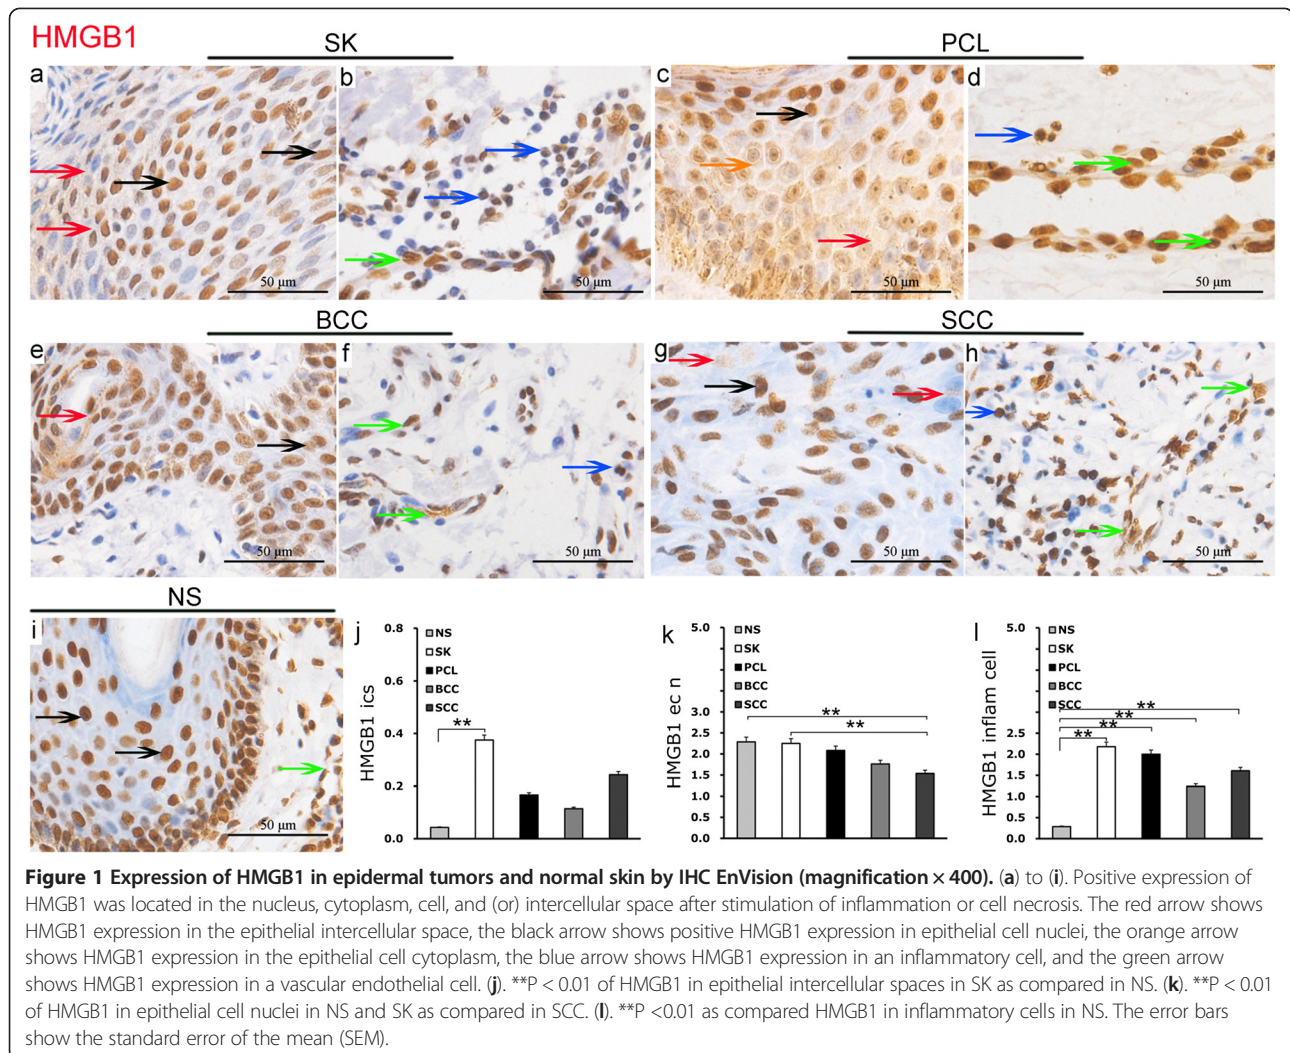 HMGB1
SK
PCL
a
b
c
d
50 µm
50 µm
50 µm
50 µm
BCC
SCC
e
f
g
h
50 µm
50 µm
50 µm
50 µm
NS
i
50 µm
j
HMGB1 ics
0.8
0.6
0.4
0.2
0.0
NS
SK
PCL
BCC
SCC
**
k
HMGB1 ec n
5.0
3.0
2.5
2.0
1.5
1.0
0.5
0.0
NS
SK
PCL
BCC
SCC
**
**
l
HMGB1 inflam cell
5.0
3.0
2.5
2.0
1.5
1.0
0.5
0.0
NS
SK
PCL
BCC
SCC
**
**
**
**
Figure 1 Expression of HMGB1 in epidermal tumors and normal skin by IHC EnVision (magnification × 400). (a) to (i). Positive expression of
HMGB1 was located in the nucleus, cytoplasm, cell, and (or) intercellular space after stimulation of inflammation or cell necrosis. The red arrow shows
HMGB1 expression in the epithelial intercellular space, the black arrow shows positive HMGB1 expression in epithelial cell nuclei, the orange arrow
shows HMGB1 expression in the epithelial cell cytoplasm, the blue arrow shows HMGB1 expression in an inflammatory cell, and the green arrow
shows HMGB1 expression in a vascular endothelial cell. (j). **P < 0.01 of HMGB1 in epithelial intercellular spaces in SK as compared in NS. (k). **P < 0.01
of HMGB1 in epithelial cell nuclei in NS and SK as compared in SCC. (l). **P <0.01 as compared HMGB1 in inflammatory cells in NS. The error bars
show the standard error of the mean (SEM).